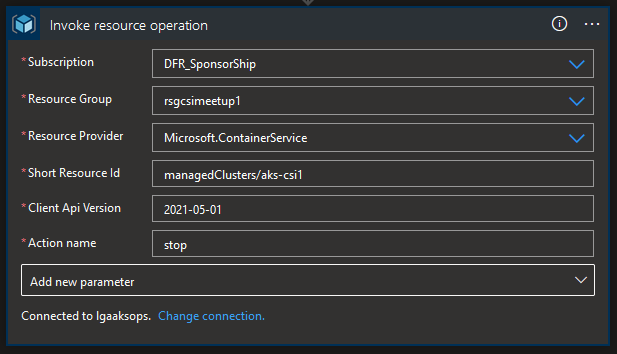 Invoke resource operation
* Subscription DFR_SponsorShip
* Resource Group rsgcsimeetup1
* Resource Provider Microsoft.ContainerService
* Short Resource Id managedClusters/aks-csi1
* Client Api Version 2021-05-01
* Action name stop
Add new parameter
Connected to lgaaksops. Change connection.